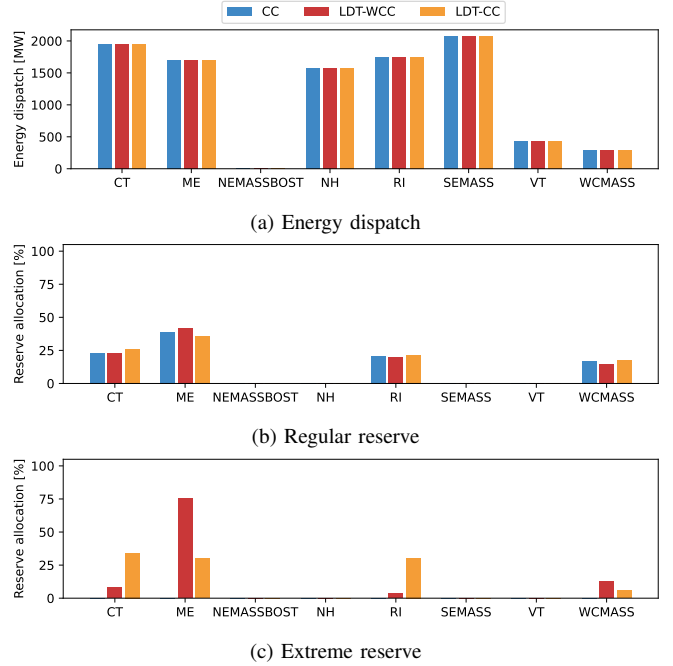 CC LDT-WCC LDT-CC
Energy dispatch [MW]
2000
1500
1000
500
0
CT ME NEMASSBOST NH RI SEMASS VT WCMASS
(a) Energy dispatch
Reserve allocation [%]
100
75
50
25
0
CT ME NEMASSBOST NH RI SEMASS VT WCMASS
(b) Regular reserve
Reserve allocation [%]
100
75
50
25
0
CT ME NEMASSBOST NH RI SEMASS VT WCMASS
(c) Extreme reserve